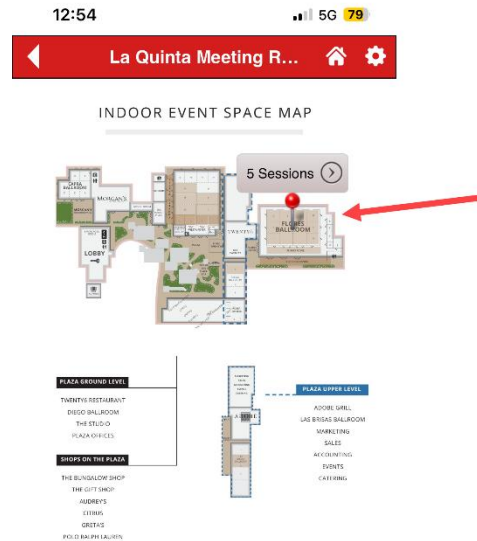 12:54
5G 79
La Quinta Meeting R...
INDOOR EVENT SPACE MAP
5 Sessions
CAPRA
BALLROOM
MORGAN'S
LOBBY
FLORES
BALLROOM
PLAZA GROUND LEVEL
TWENTY6 RESTAURANT
DIEGO BALLROOM
THE STUDIO
PLAZA OFFICES
SHOPS ON THE PLAZA
THE BUNGALOW SHOP
THE GIFT SHOP
AUDREY'S
CITRUS
GRETA'S
POLO RALPH LAUREN
ADOBE
PLAZA UPPER LEVEL
ADOBE GRILL
LAS BRISAS BALLROOM
MARKETING
SALES
ACCOUNTING
EVENTS
CATERING